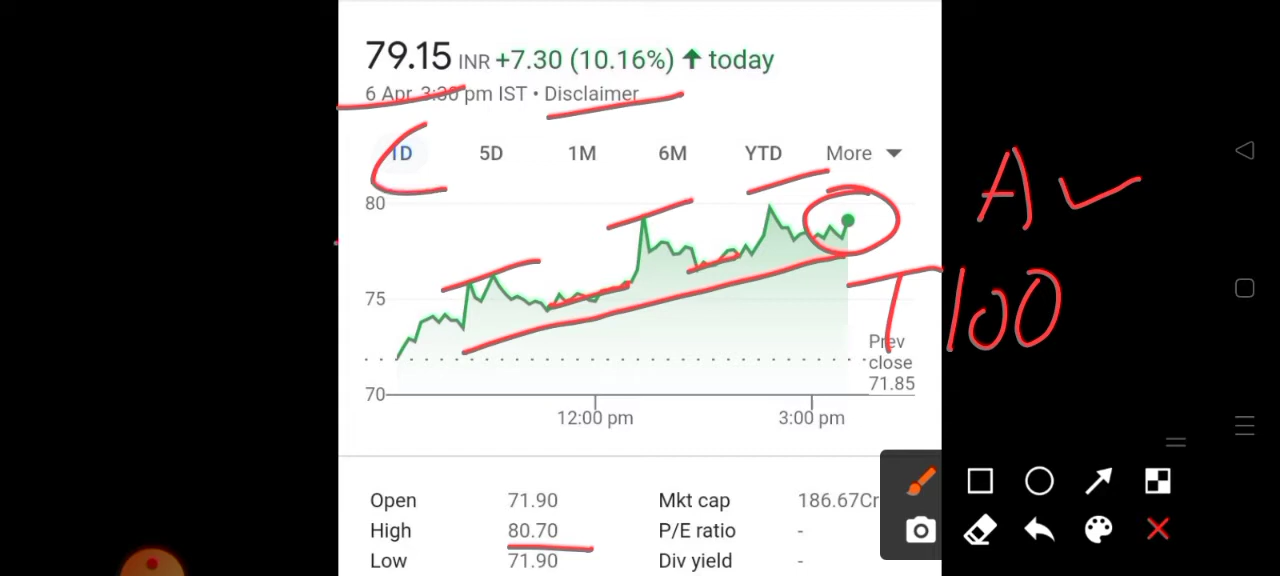 79.15 INR +7.30 (10.16%) ↑ today
6 Apr, 3:30 pm IST • Disclaimer
1D 5D 1M 6M YTD More
80
75
70
Prev
close
71.85
12:00 pm 3:00 pm
A ✓
T 100
Open 71.90 Mkt cap 186.67Cr
High 80.70 P/E ratio -
Low 71.90 Div yield -